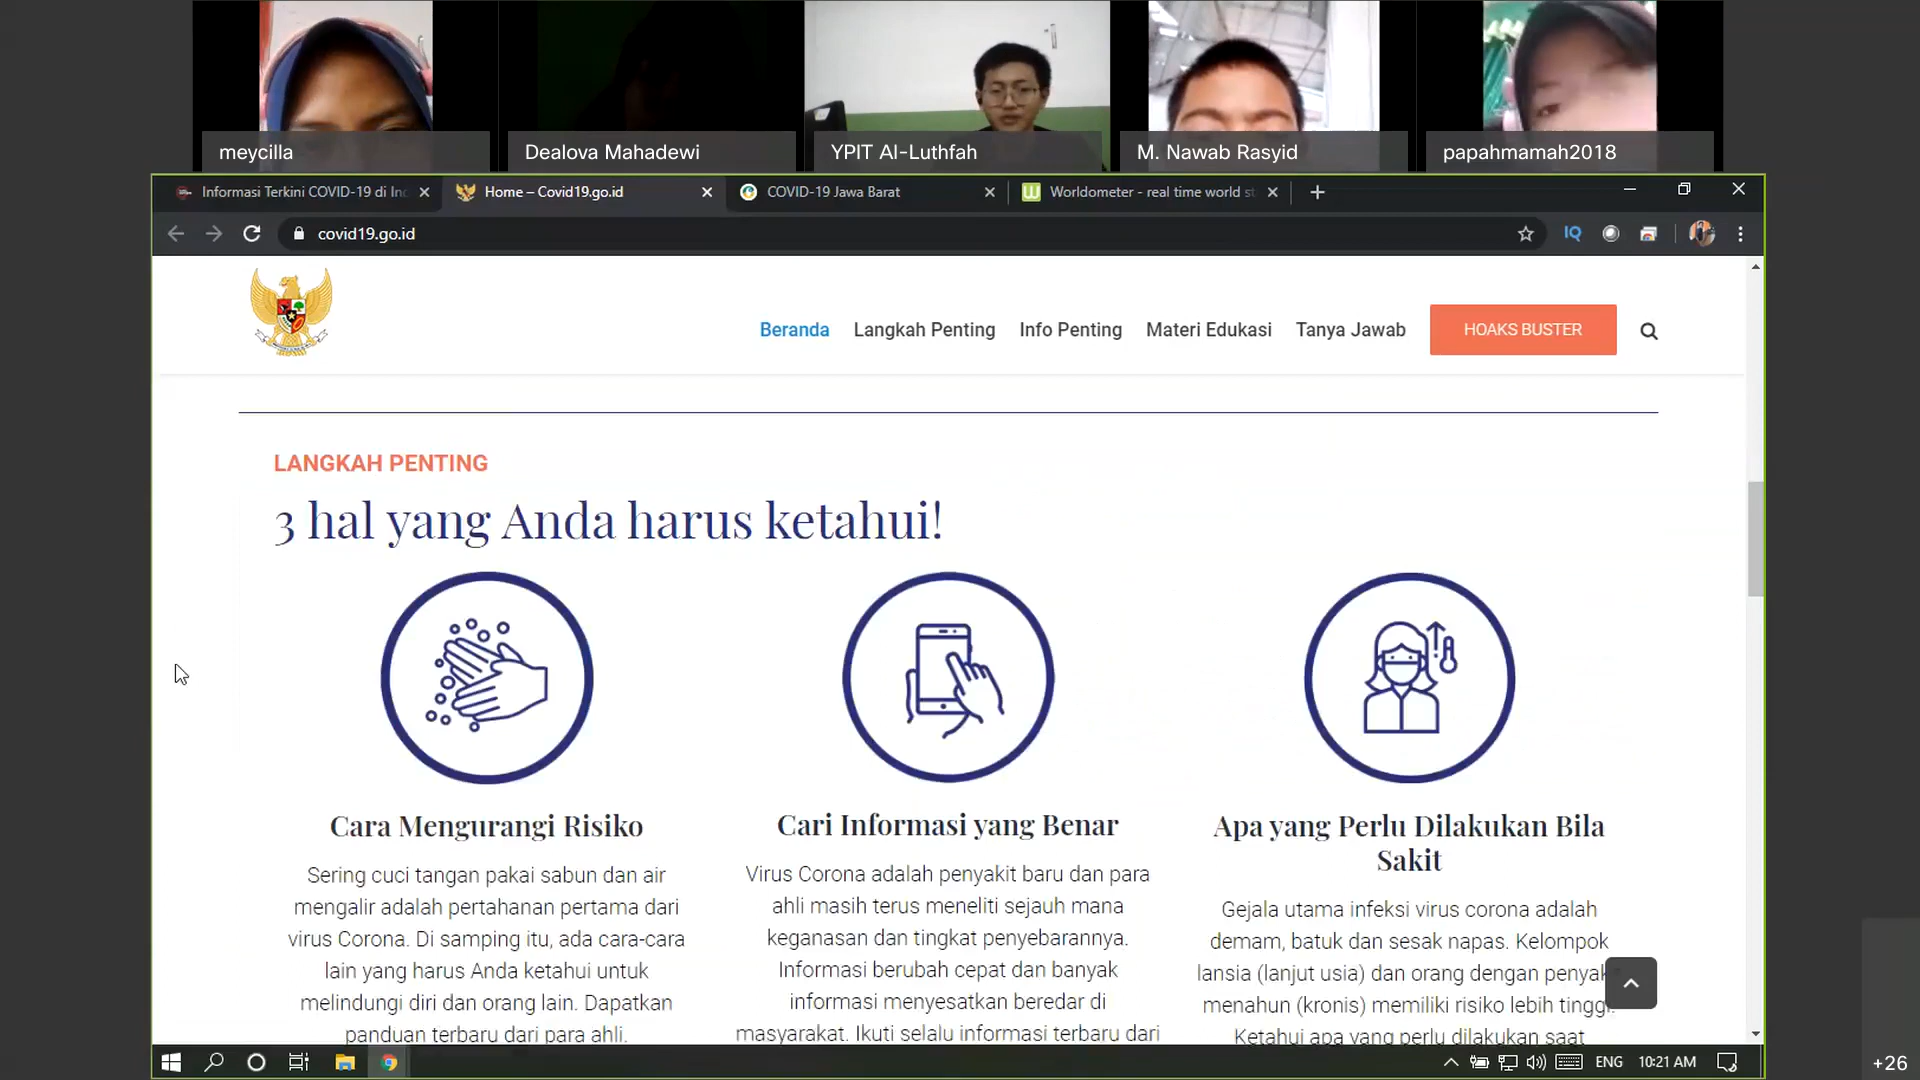 meycilla
Dealova Mahadewi
YPIT Al-Luthfah
M. Nawab Rasyid
papahmamah2018
Informasi Terkini COVID-19 di In
Home – Covid19.go.id
COVID-19 Jawa Barat
Worldometer - real time world st
covid19.go.id
IQ
Beranda
Langkah Penting
Info Penting
Materi Edukasi
Tanya Jawab
HOAKS BUSTER
LANGKAH PENTING
3 hal yang Anda harus ketahui!
Cara Mengurangi Risiko
Sering cuci tangan pakai sabun dan air
mengalir adalah pertahanan pertama dari
virus Corona. Di samping itu, ada cara-cara
lain yang harus Anda ketahui untuk
melindungi diri dan orang lain. Dapatkan
panduan terbaru dari para ahli.
Cari Informasi yang Benar
Virus Corona adalah penyakit baru dan para
ahli masih terus meneliti sejauh mana
keganasan dan tingkat penyebarannya.
Informasi berubah cepat dan banyak
informasi menyesatkan beredar di
masyarakat. Ikuti selalu informasi terbaru dari
Apa yang Perlu Dilakukan Bila
Sakit
Gejala utama infeksi virus corona adalah
demam, batuk dan sesak napas. Kelompok
lansia (lanjut usia) dan orang dengan penyak
menahun (kronis) memiliki risiko lebih tinggi.
Ketahui apa yang perlu dilakukan saat
ENG
10:21 AM
+26